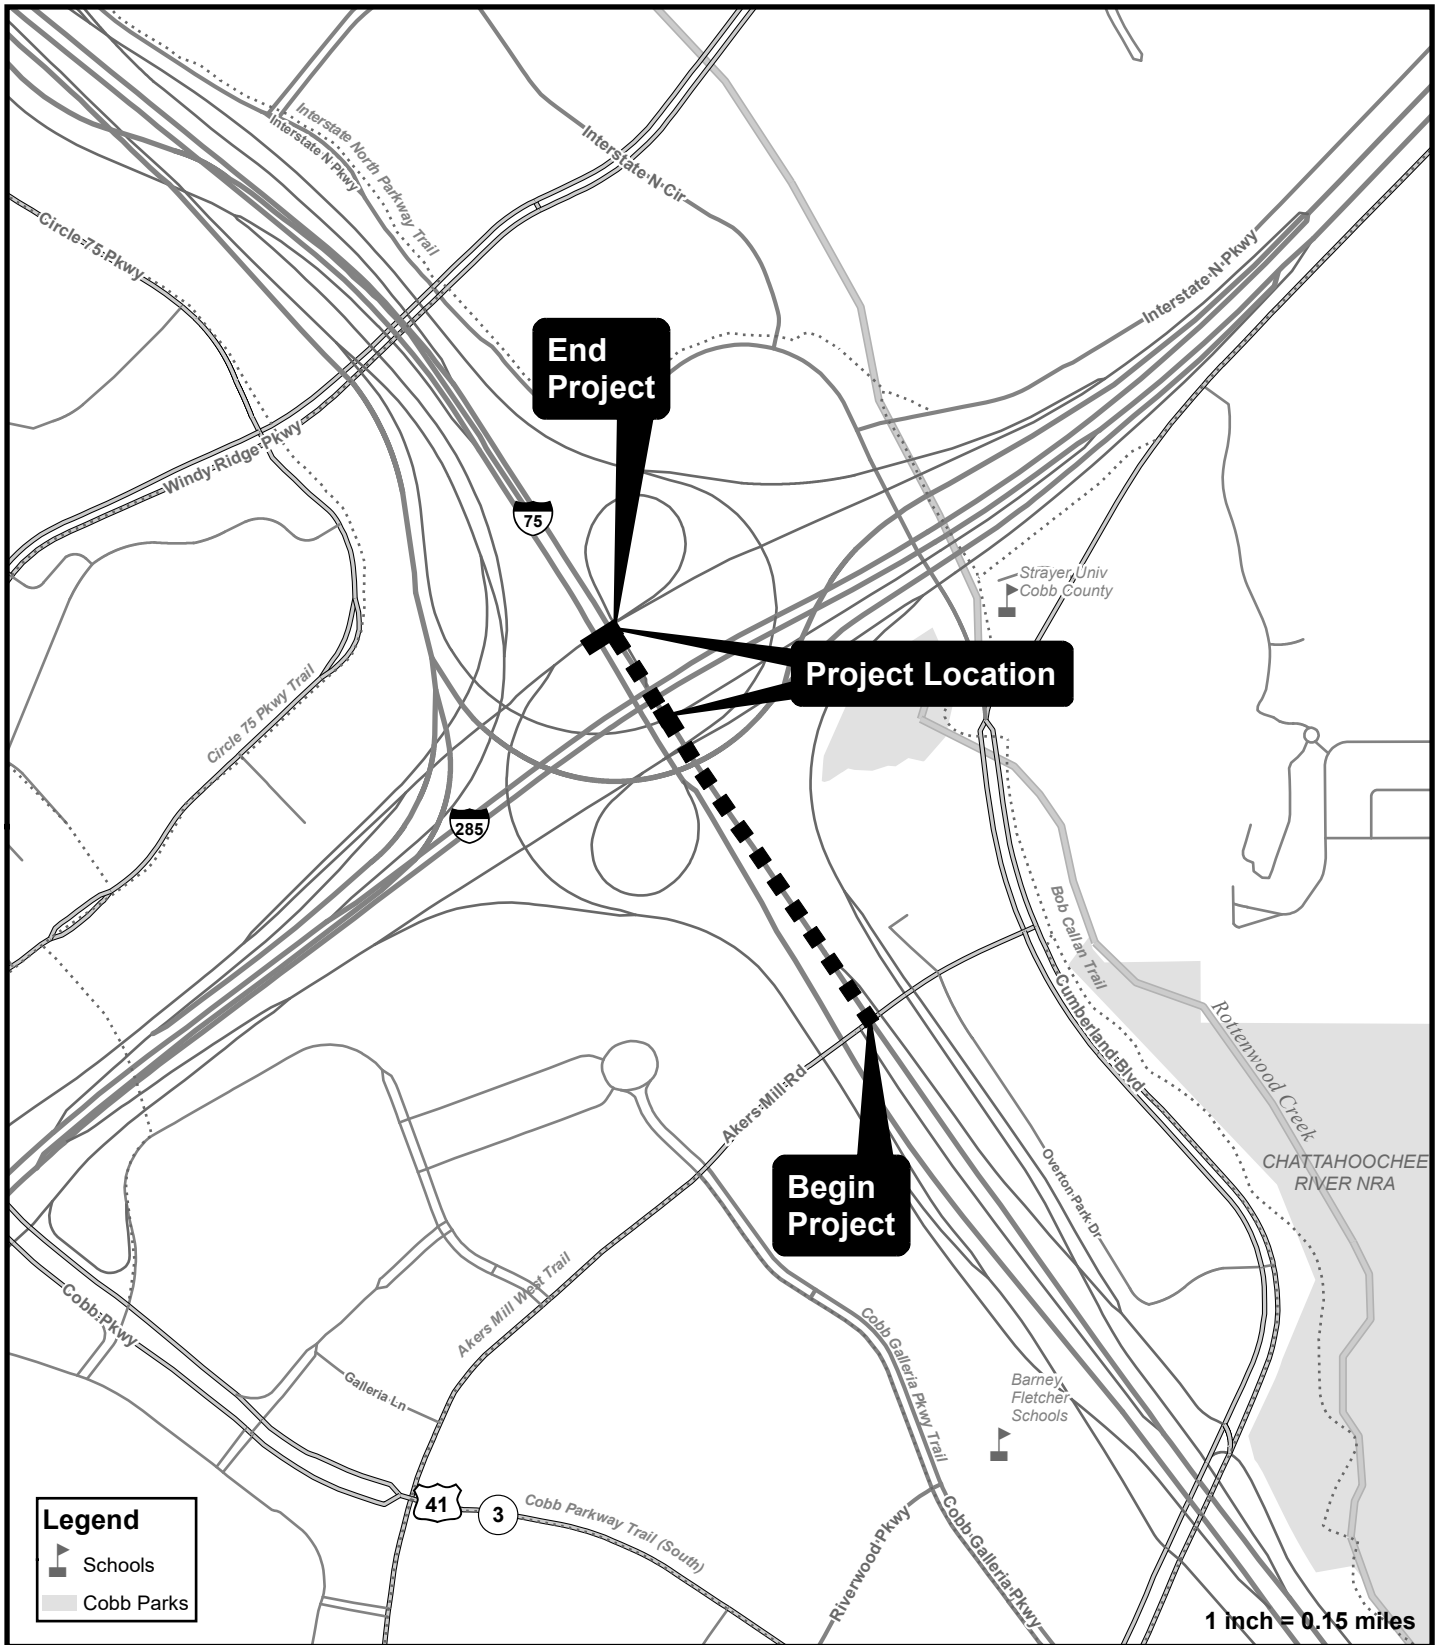 Interstate North Parkway Trail
Interstate N Pkwy
Interstate N Cir
Circle 75 Pkwy
Interstate N Pkwy
End
Project
Windy Ridge Pkwy
75
Strayer Univ
Cobb County
Project Location
Circle 75 Pkwy Trail
285
Bob Callan Trail
Cumberland Blvd
Rottenwood Creek
Akers Mill Rd
CHATTAHOOCHEE
RIVER NRA
Begin
Project
Overton Park Dr
Akers Mill West Trail
Cobb Pkwy
Cobb Galleria Pkwy Trail
Galleria Ln
Barney
Fletcher
Schools
41
3
Cobb Parkway Trail (South)
Riverwood Pkwy
Cobb Galleria Pkwy
Legend
Schools
Cobb Parks
1 inch = 0.15 miles